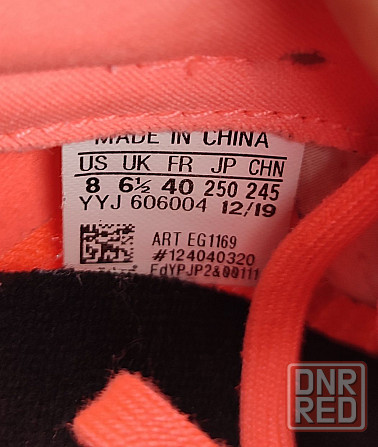 MADE IN CHINA
US UK FR JP CHN
8 6½ 40 250 245
YYJ 606004 12/19
ART EG1169
#124040320
FdYPJP2&00111
DNR
RED